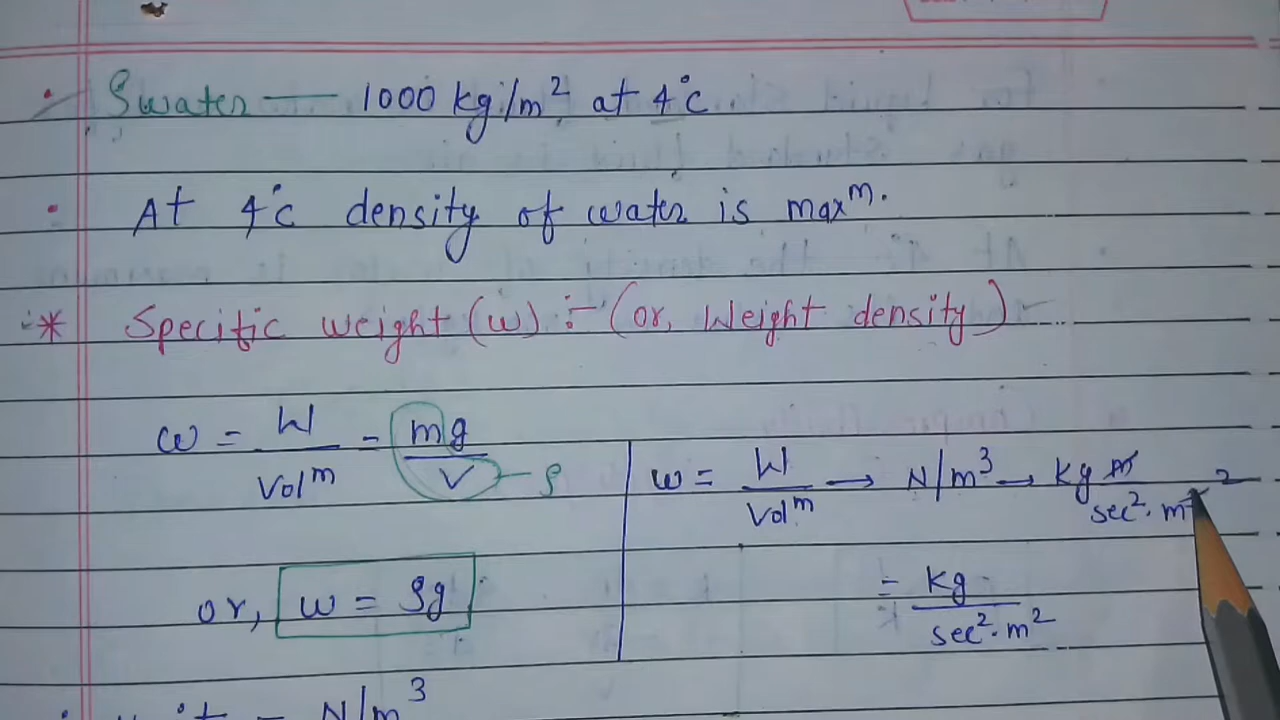 ρwater — 1000 kg/m² at 4°c
At 4°c density of water is maxᵐ.
* Specific weight (w) :- (or, Weight density)
w = W/Volᵐ = mg/V - ρ
w = W/Volᵐ → N/m³ → kg m/sec². m³ 2
= kg/sec². m²
or, w = ρg
N/m³